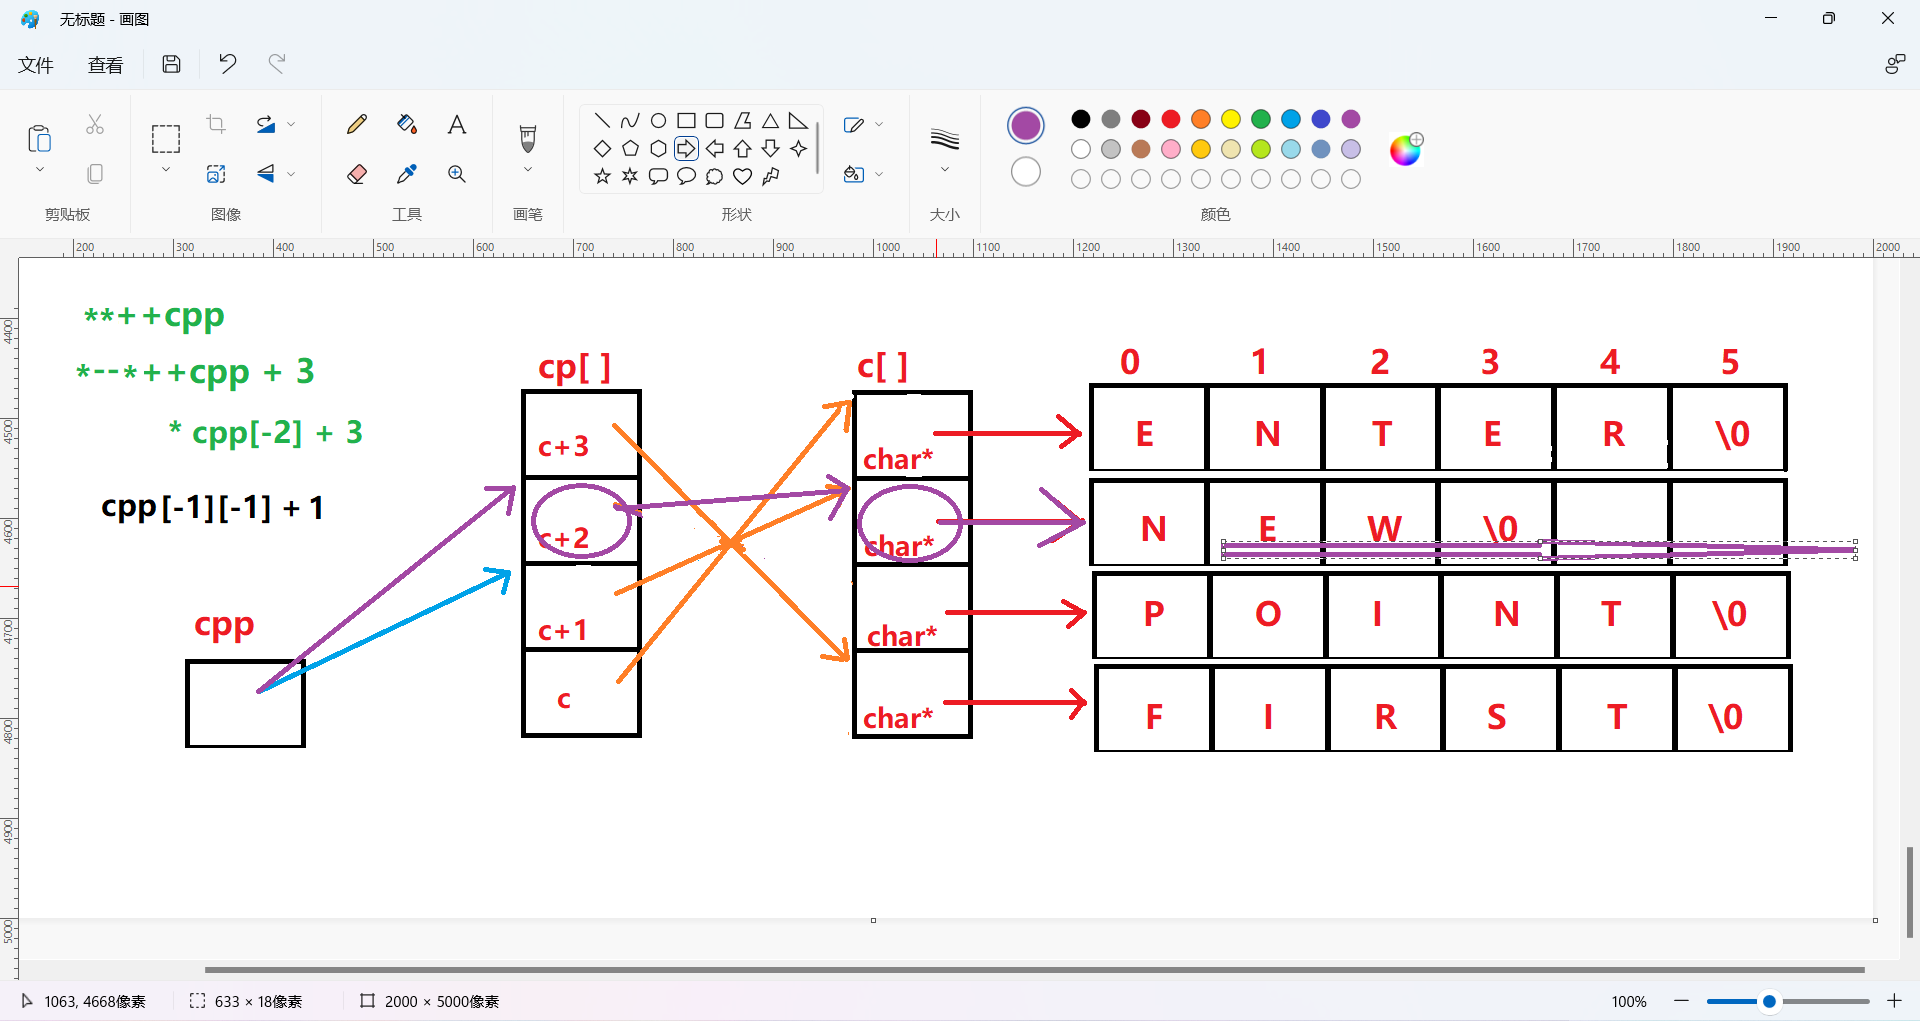 无标题 - 画图
文件 查看
剪贴板 图像 工具 画笔 形状 大小 颜色
200 300 400 500 600 700 800 900 1000 1100 1200 1300 1400 1500 1600 1700 1800 1900 2000
4400
4500
4600
4700
4800
4900
5000
**++cpp
*--*++cpp + 3
* cpp[-2] + 3
cpp[-1][-1] + 1
cpp
cp[ ]
c+3
c+2
c+1
c
c[ ]
char*
char*
char*
char*
0 1 2 3 4 5
E N T E R \0
N E W \0
P O I N T \0
F I R S T \0
1063, 4668像素 633 × 18像素 2000 × 5000像素 100%